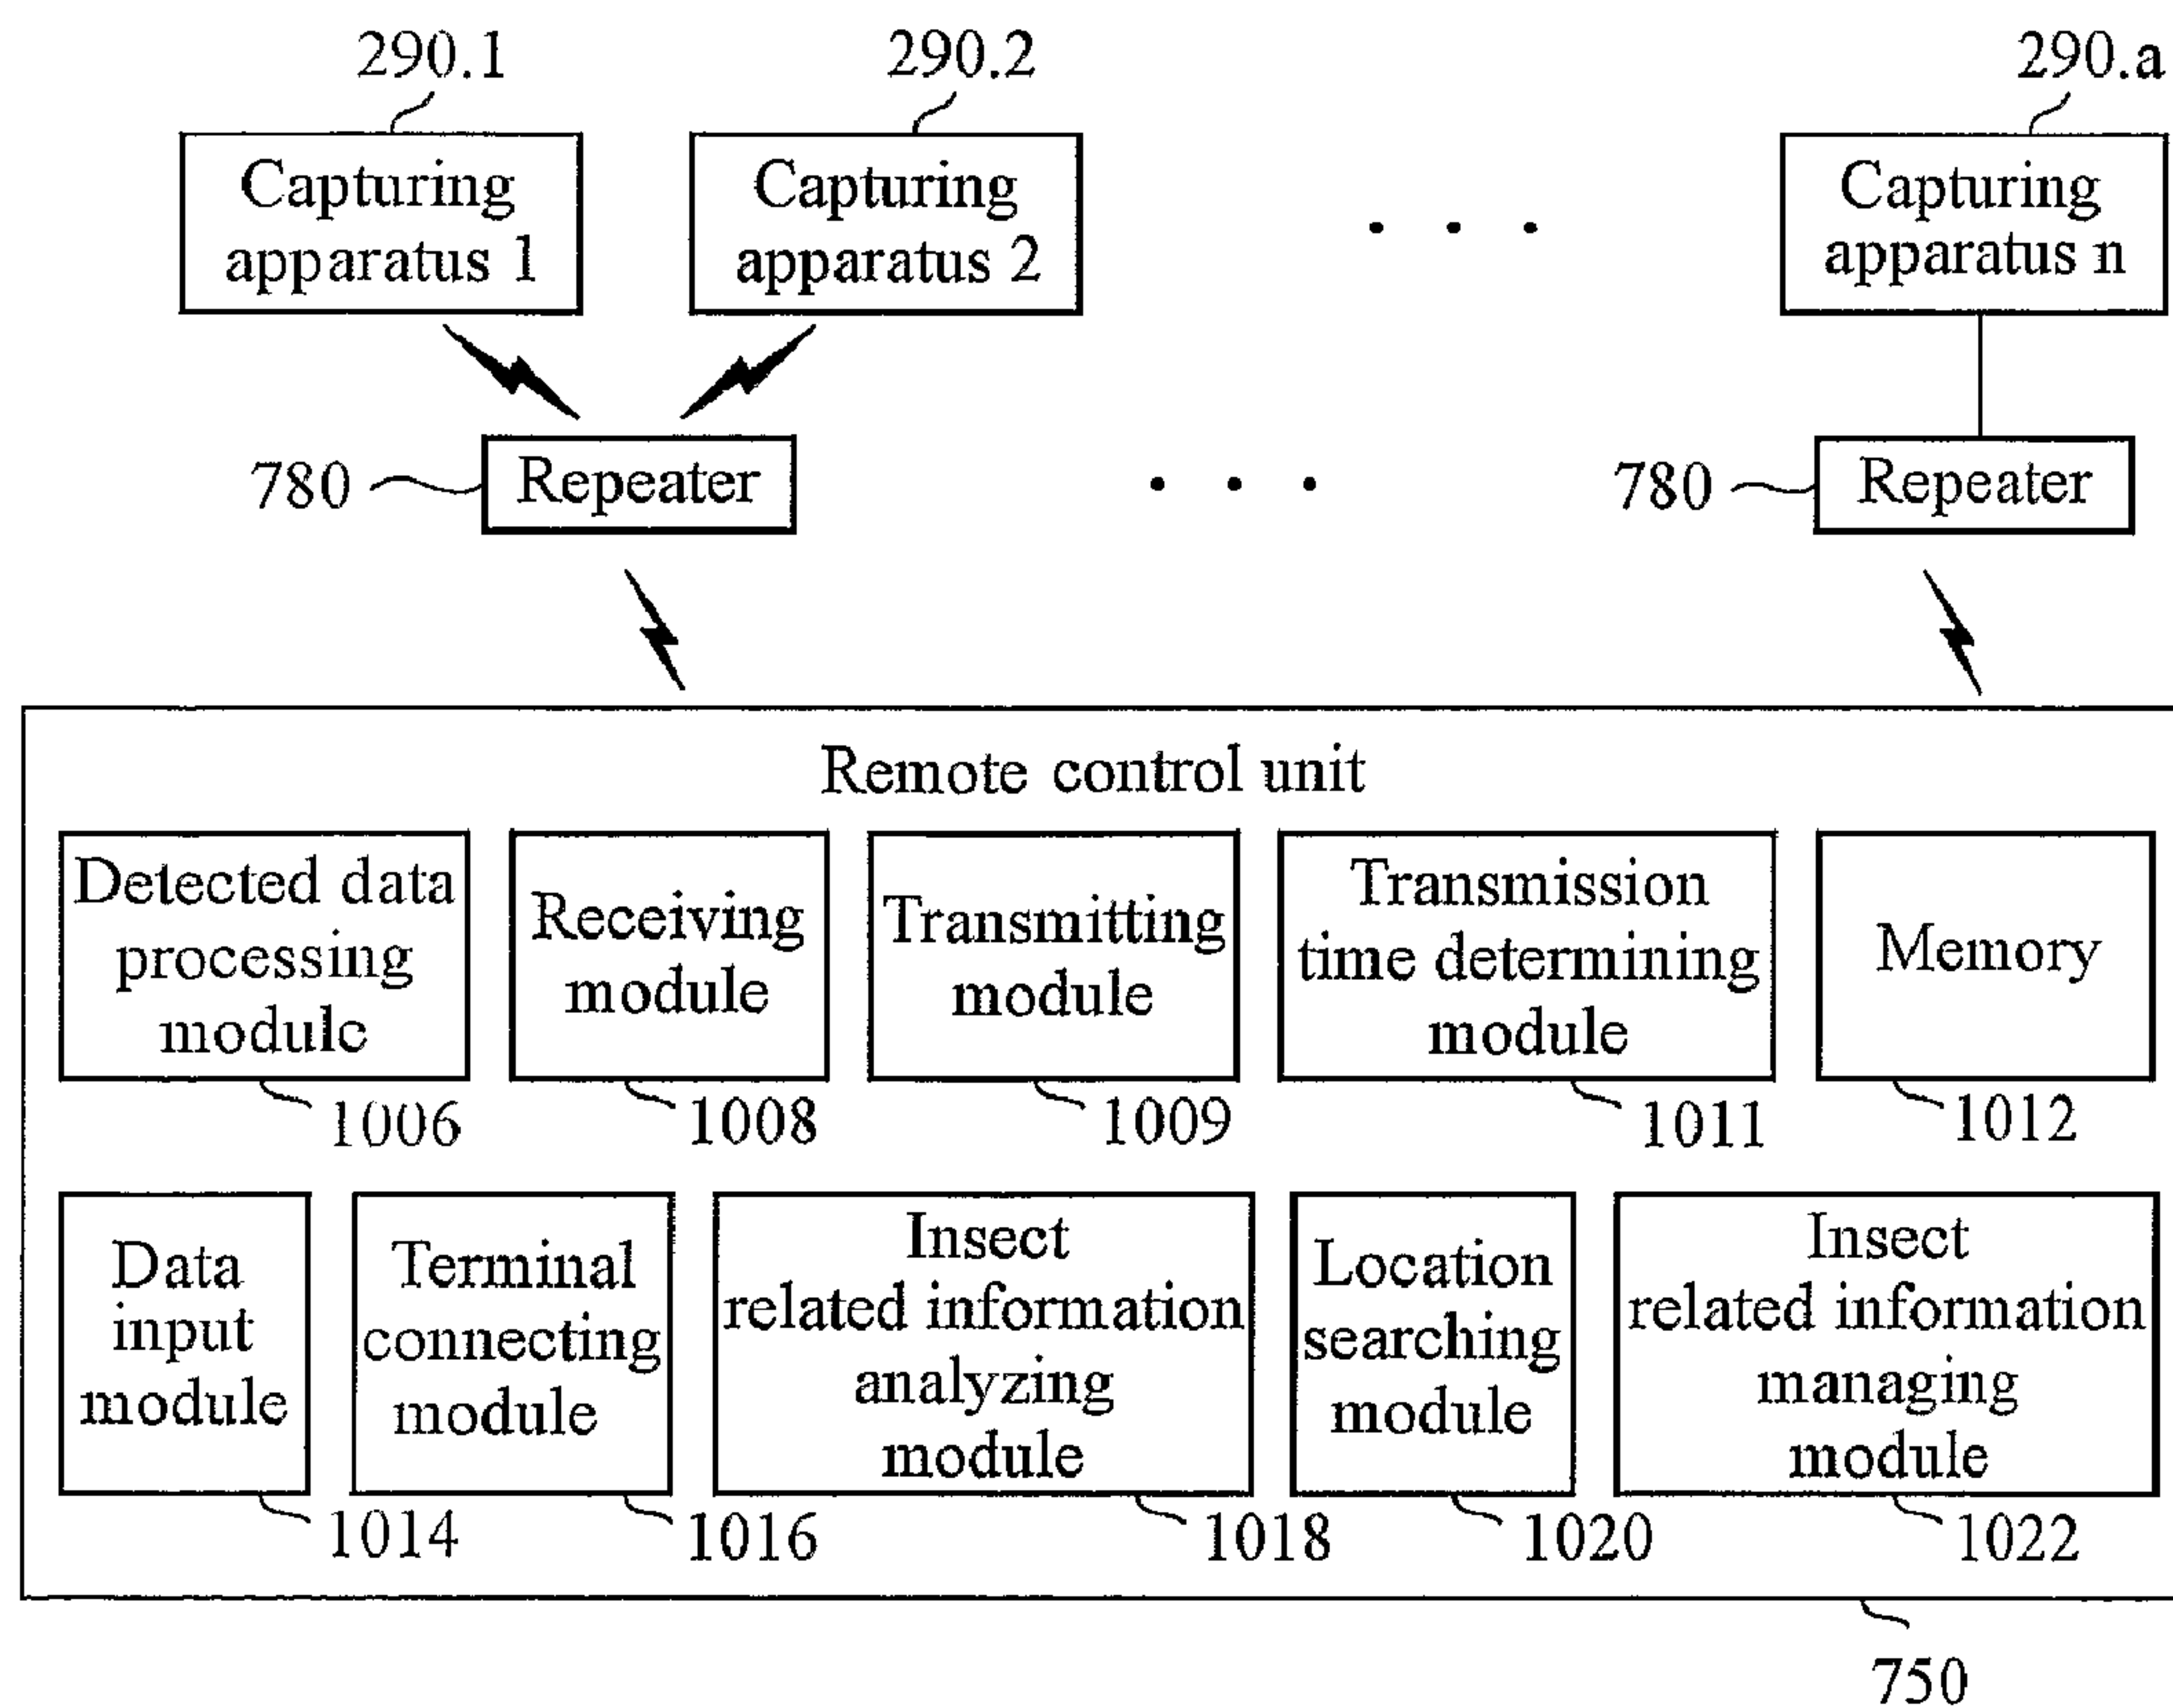 290.1
290.2
290.a
Capturing
apparatus 1
Capturing
apparatus 2
Capturing
apparatus n
780
Repeater
780
Repeater
Remote control unit
Detected data
processing
module
Receiving
module
Transmitting
module
Transmission
time determining
module
Memory
1006
1008
1009
1011
1012
Data
input
module
Terminal
connecting
module
Insect
related information
analyzing
module
Location
searching
module
Insect
related information
managing
module
1014
1016
1018
1020
1022
750